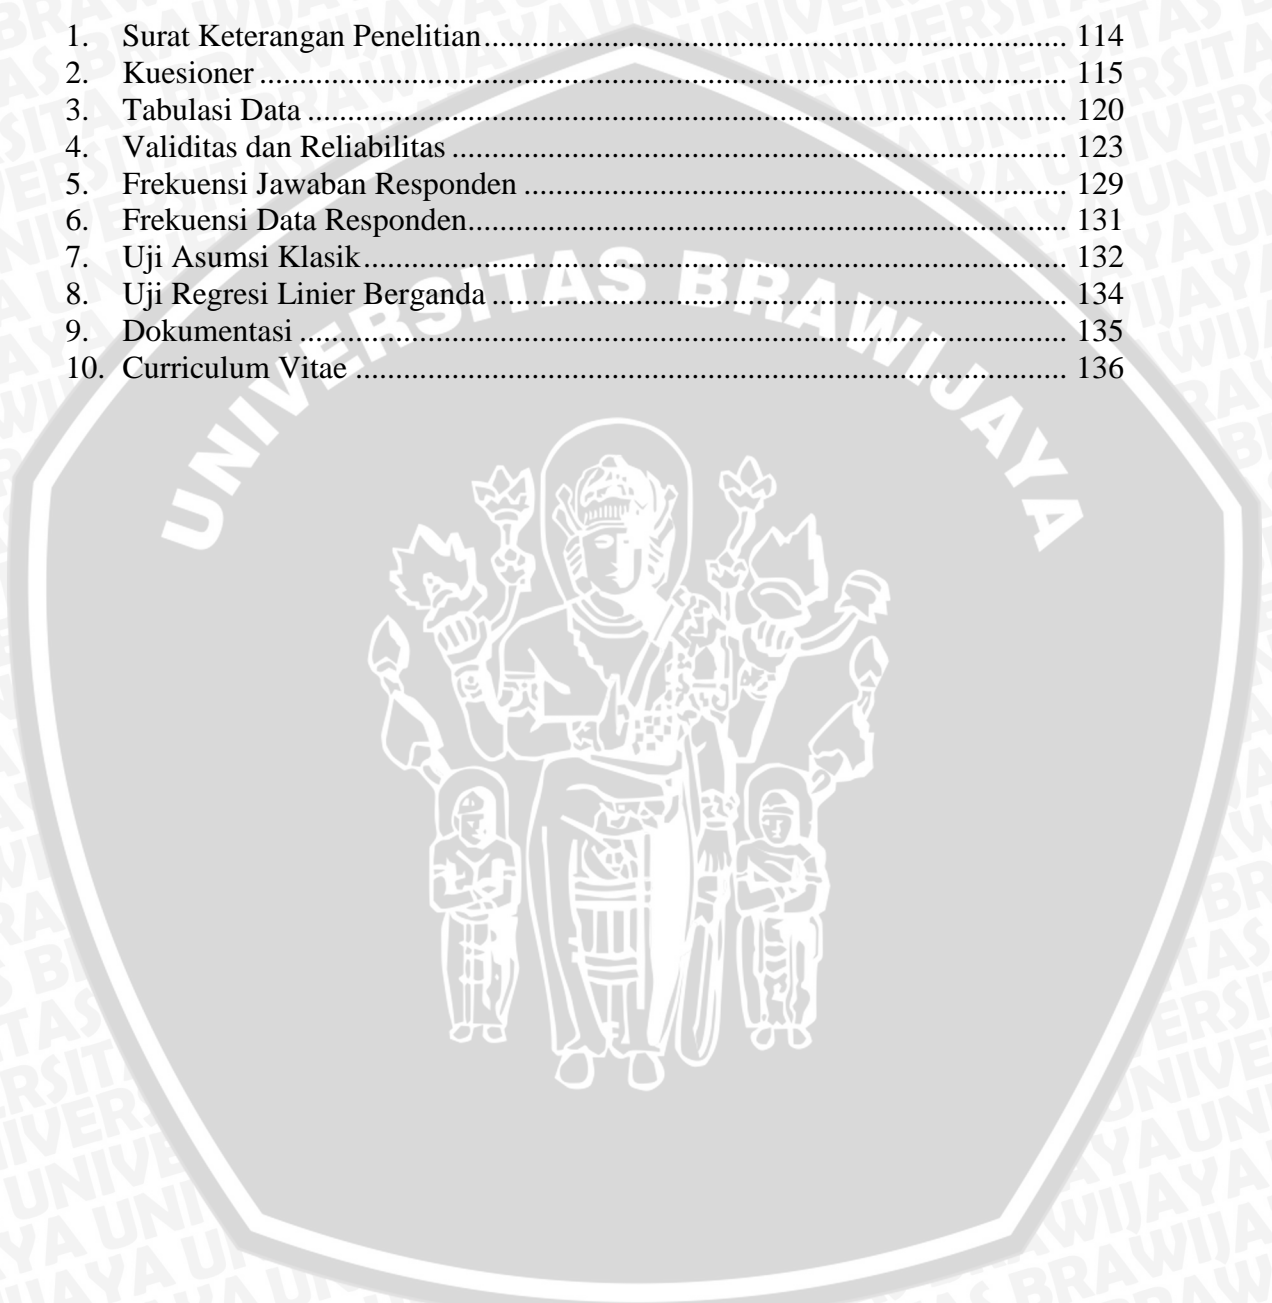 1. Surat Keterangan Penelitian......................................................................... 114
2. Kuesioner ..................................................................................................... 115
3. Tabulasi Data ............................................................................................... 120
4. Validitas dan Reliabilitas ............................................................................. 123
5. Frekuensi Jawaban Responden .................................................................... 129
6. Frekuensi Data Responden........................................................................... 131
7. Uji Asumsi Klasik........................................................................................ 132
8. Uji Regresi Linier Berganda ........................................................................ 134
9. Dokumentasi ................................................................................................ 135
10. Curriculum Vitae ......................................................................................... 136
UNIVERSITAS BRAWIJAYA